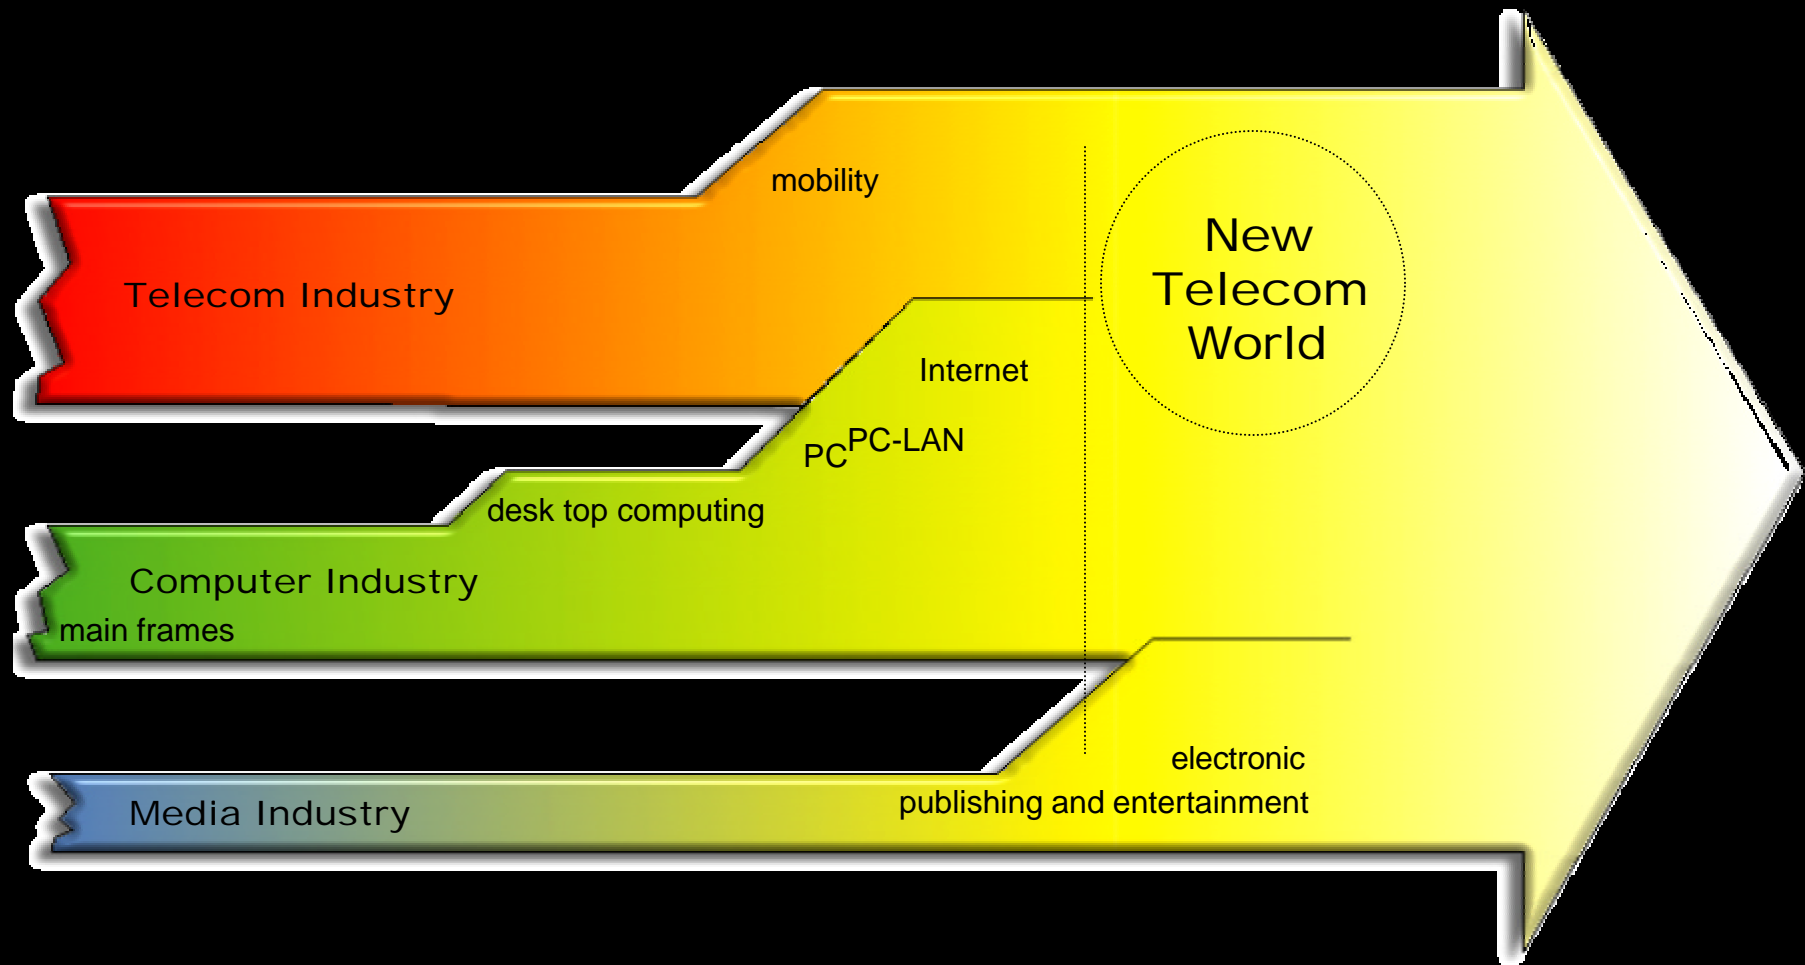 mobility
New
Telecom
World
Telecom Industry
Internet
PC
PC-LAN
desk top computing
Computer Industry
main frames
electronic
publishing and entertainment
Media Industry